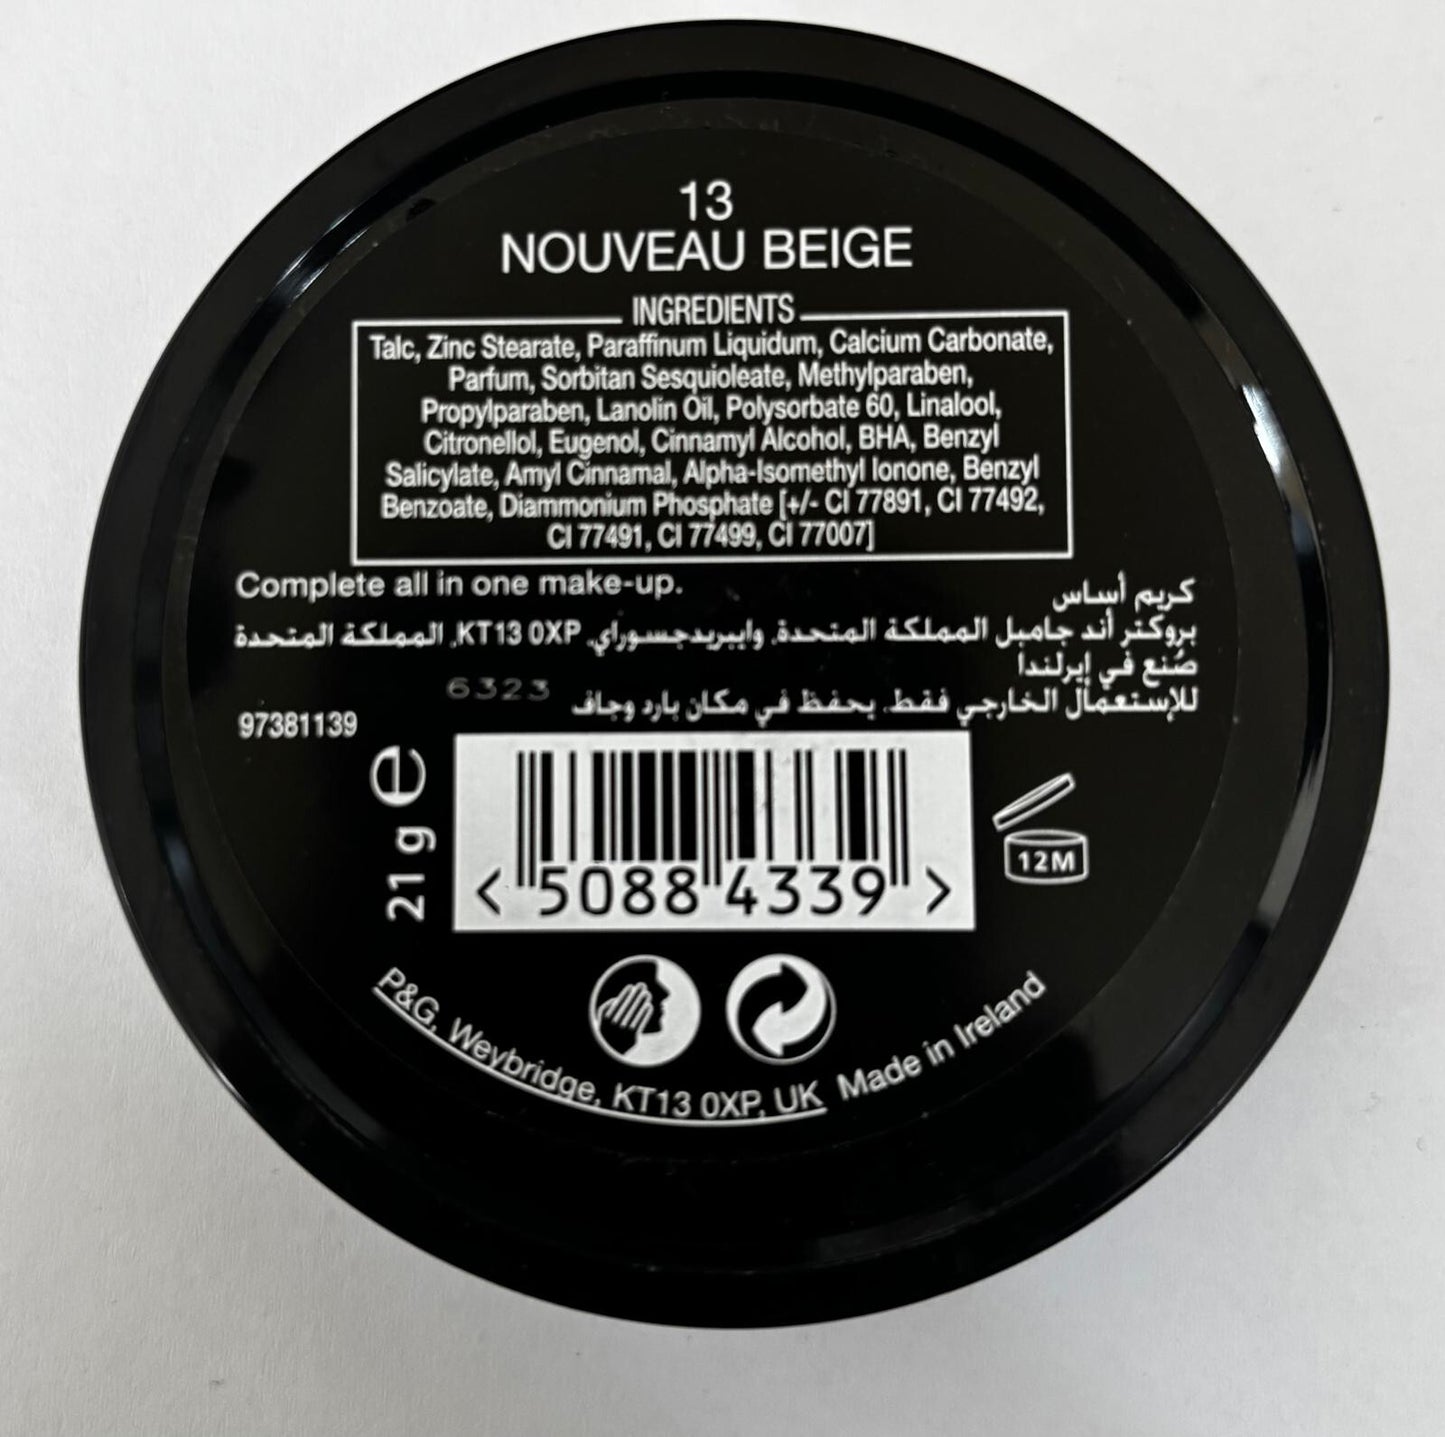 13
NOUVEAU BEIGE
INGREDIENTS
Talc, Zinc Stearate, Paraffinum Liquidum, Calcium Carbonate,
Parfum, Sorbitan Sesquioleate, Methylparaben,
Propylparaben, Lanolin Oil, Polysorbate 60, Linalool,
Citronellol, Eugenol, Cinnamyl Alcohol, BHA, Benzyl
Salicylate, Amyl Cinnamal, Alpha-Isomethyl Ionone, Benzyl
Benzoate, Diammonium Phosphate [+/- CI 77891, CI 77492,
CI 77491, CI 77499, CI 77007]
Complete all in one make-up.
كريم أساس
بروكتر أند جامبل المملكة المتحدة، وايبريدجسوراي، KT13 0XP، المملكة المتحدة
صُنع في إيرلندا
للإستعمال الخارجي فقط. يحفظ في مكان بارد وجاف
6323
97381139
21 g e
< 5088 4339 >
12M
P&G, Weybridge, KT13 0XP, UK Made in Ireland